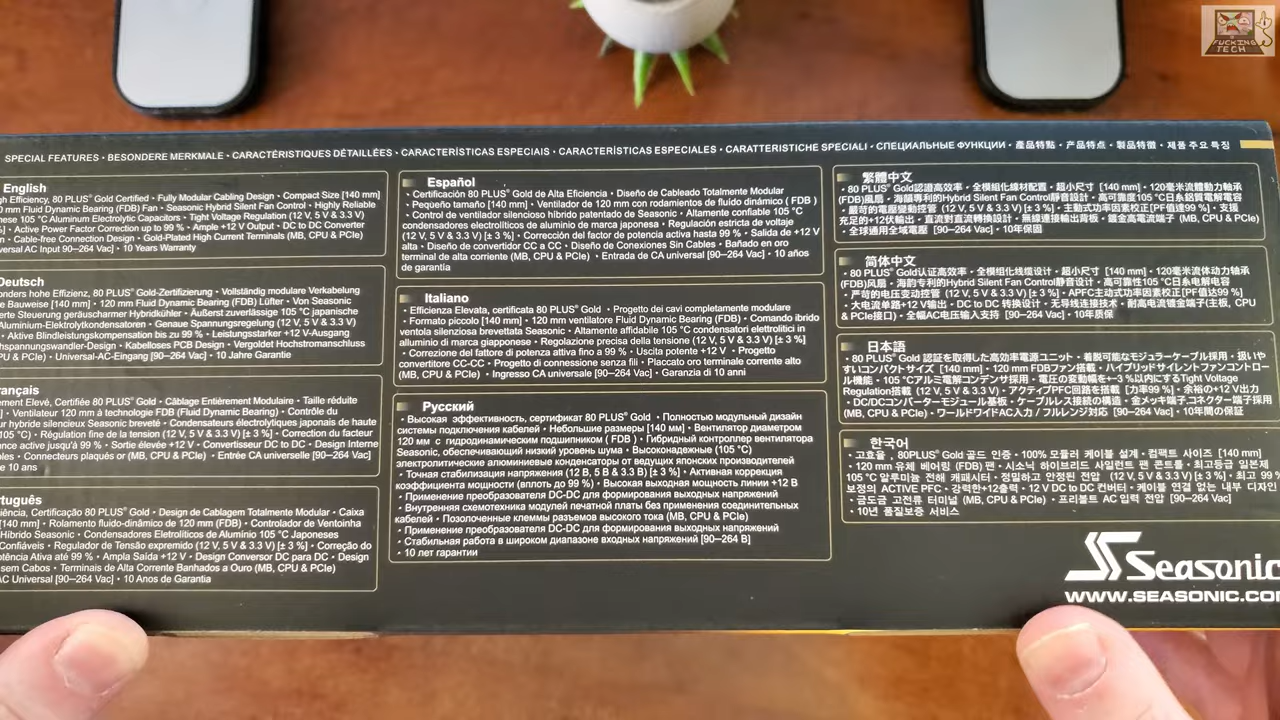 FUCKING
TECH
SPECIAL FEATURES • BESONDERE MERKMALE • CARACTÉRISTIQUES DÉTAILLÉES • CARACTERÍSTICAS ESPECIAIS • CARACTERÍSTICAS ESPECIALES • CARATTERISTICHE SPECIALI • СПЕЦИАЛЬНЫЕ ФУНКЦИИ • 產品特點 • 产品特点 • 製品特徴 • 제품 주요 특징
English
High Efficiency, 80 PLUS® Gold Certified • Fully Modular Cabling Design • Compact Size [140 mm]
mm Fluid Dynamic Bearing (FDB) Fan • Seasonic Hybrid Silent Fan Control • Highly Reliable
105 °C Aluminum Electrolytic Capacitors • Tight Voltage Regulation (12 V, 5 V & 3.3 V)
• Active Power Factor Correction up to 99 % • Ample +12 V Output • DC to DC Converter
• Cable-free Connection Design • Gold-Plated High Current Terminals (MB, CPU & PCIe)
AC Input 90–264 Vac] • 10 Years Warranty
Deutsch
hohe Effizienz, 80 PLUS® Gold-Zertifizierung • Vollständig modulare Verkabelung
Bauweise [140 mm] • 120 mm Fluid Dynamic Bearing (FDB) Lüfter • Von Seasonic
Steuerung geräuscharmer Hybridkühler • Äußerst zuverlässige 105 °C japanische
Aluminium-Elektrolytkondensatoren • Genaue Spannungsregelung (12 V, 5 V & 3.3 V)
• Aktive Blindleistungskompensation bis zu 99 % • Leistungsstarker +12 V-Ausgang
• Kabelloses PCB Design • Vergoldet Hochstromanschluss
CPU & PCIe) • Universal-AC-Eingang [90–264 Vac] • 10 Jahre Garantie
Elevé, Certifiée 80 PLUS® Gold • Câblage Entièrement Modulaire • Taille réduite
• Ventilateur 120 mm à technologie FDB (Fluid Dynamic Bearing) • Contrôle du
hybride silencieux Seasonic breveté • Condensateurs électrolytiques japonais de haute
105 °C) • Régulation fine de la tension (12 V, 5 V & 3.3 V) [± 3 %] • Correction du facteur
active jusqu'à 99 % • Sortie élevée +12 V • Convertisseur DC to DC • Design Interne
• Connecteurs plaqués or (MB, CPU & PCIe) • Entrée CA universelle [90–264 Vac]
10 ans
Certificação 80 PLUS® Gold • Design de Cablagem Totalmente Modular • Caixa
[140 mm] • Rolamento fluido-dinâmico de 120 mm (FDB) • Controlador de Ventoinha
Híbrido Seasonic • Condensadores Eletrolíticos de Alumínio 105 °C Japoneses
Confiáveis • Regulador de Tensão expremido (12 V, 5 V & 3.3 V) [± 3 %] • Correção do
Ativa até 99 % • Ampla Saída +12 V • Design Conversor DC para DC • Design
sem Cabos • Terminais de Alta Corrente Banhados a Ouro (MB, CPU & PCIe)
AC Universal [90–264 Vac] • 10 Anos de Garantia
Español
• Certificación 80 PLUS® Gold de Alta Eficiencia • Diseño de Cableado Totalmente Modular
• Pequeño tamaño [140 mm] • Ventilador de 120 mm con rodamientos de fluido dinámico ( FDB )
• Control de ventilador silencioso híbrido patentado de Seasonic • Altamente confiable 105 °C
condensadores electrolíticos de aluminio de marca japonesa • Regulación estricta de voltaje
(12 V, 5 V & 3.3 V) [± 3 %] • Corrección del factor de potencia activa hasta 99 % • Salida de +12 V
alta • Diseño de convertidor CC a CC • Diseño de Conexiones Sin Cables • Bañado en oro
terminal de alta corriente (MB, CPU & PCIe) • Entrada de CA universal [90–264 Vac] • 10 años
de garantia
Italiano
• Efficienza Elevata, certificata 80 PLUS® Gold • Progetto dei cavi completamente modulare
• Formato piccolo [140 mm] • 120 mm ventilatore Fluid Dynamic Bearing (FDB) • Comando ibrido
ventola silenziosa brevettata Seasonic • Altamente affidabile 105 °C condensatori elettrolitici in
alluminio di marca giapponese • Regolazione precisa della tensione (12 V, 5 V & 3.3 V) [± 3 %]
• Correzione del fattore di potenza attiva fino a 99 % • Uscita potente +12 V • Progetto
convertitore CC-CC • Progetto di connessione senza fili • Placcato oro terminale corrente alto
(MB, CPU & PCIe) • Ingresso CA universale [90–264 Vac] • Garanzia di 10 anni
Русский
• Высокая эффективность, сертификат 80 PLUS® Gold • Полностью модульный дизайн
системы подключения кабелей • Небольшие размеры [140 мм] • Вентилятор диаметром
120 мм с гидродинамическим подшипником ( FDB ) • Гибридный контроллер вентилятора
Seasonic, обеспечивающий низкий уровень шума • Высоконадежные (105 °C)
электролитические алюминиевые конденсаторы от ведущих японских производителей
• Точная стабилизация напряжения (12 В, 5 В & 3.3 В) [± 3 %] • Активная коррекция
коэффициента мощности (вплоть до 99 %) • Высокая выходная мощность линии +12 В
• Применение преобразователя DC-DC для формирования выходных напряжений
• Внутренняя схемотехника модулей печатной платы без применения соединительных
кабелей • Позолоченные клеммы разъемов высокого тока (MB, CPU & PCIe)
• Применение преобразователя DC-DC для формирования выходных напряжений
• Стабильная работа в широком диапазоне входных напряжений [90–264 В]
• 10 лет гарантии
繁體中文
• 80 PLUS® Gold認證高效率 • 全模組化線材配置 • 超小尺寸 [140 mm] • 120毫米流體動力軸承
(FDB)風扇 • 海韻專利的Hybrid Silent Fan Control靜音設計 • 高可靠度105 °C日系鋁質電解電容
• 嚴苛的電壓變動控管 (12 V, 5 V & 3.3 V) [± 3 %] • 主動式功率因素校正[PF值達99 %] • 支援
充足的+12伏輸出 • 直流對直流轉換設計 • 無線連接輸出背板 • 鍍金高電流端子 (MB, CPU & PCIe)
• 全球通用全域電壓 [90–264 Vac] • 10年保固
简体中文
• 80 PLUS® Gold认证高效率 • 全模组化线缆设计 • 超小尺寸 [140 mm] • 120毫米流体动力轴承
(FDB)风扇 • 海韵专利的Hybrid Silent Fan Control静音设计 • 高可靠105 °C日系电解电容
• 严苛的电压变动控管 (12 V, 5 V & 3.3 V) [± 3 %] • APFC主动式功率因素校正[PF值达99 %]
• 大电流单路+12 V输出 • DC to DC 转换设计 • 无导线连接技术 • 耐高电流镀金端子(主板, CPU
& PCIe接口) • 全幅AC电压输入支持 [90–264 Vac] • 10年质保
日本語
• 80 PLUS® Gold 認証を取得した高効率電源ユニット • 着脱可能なモジュラーケーブル採用 • 扱いや
すいコンパクトサイズ [140 mm] • 120 mm FDBファン搭載 • ハイブリッドサイレントファンコントロー
ル機能 • 105 °Cアルミ電解コンデンサ採用 • 電圧の変動幅を+−3 %以内にするTight Voltage
Regulation搭載 (12 V, 5 V & 3.3 V) • アクティブPFC回路を搭載 [力率99 %] • 余裕の+12 V出力
• DC/DCコンバーターモジュール基板 • ケーブルレス接続の構造 • 金メッキ端子コネクター端子採用
(MB, CPU & PCIe) • ワールドワイドAC入力 / フルレンジ対応 [90–264 Vac] • 10年間の保証
한국어
• 고효율 , 80PLUS® Gold 골드 인증 • 100% 모듈러 케이블 설계 • 컴팩트 사이즈 [140 mm]
• 120 mm 유체 베어링 (FDB) 팬 • 시소닉 하이브리드 사일런트 팬 콘트롤 • 최고등급 일본제
105 °C 알루미늄 전해 캐패시터 • 정밀하고 안정된 전압 (12 V, 5 V & 3.3 V) [± 3 %] • 최고 99 %
보정의 ACTIVE PFC • 강력한+12출력 • 12 V DC to DC 컨버터 • 케이블 연결 없는 내부 디자인
• 금도금 고전류 터미널 (MB, CPU & PCIe) • 프리볼트 AC 입력 전압 [90–264 Vac]
• 10년 품질보증 서비스
Seasonic
WWW.SEASONIC.COM